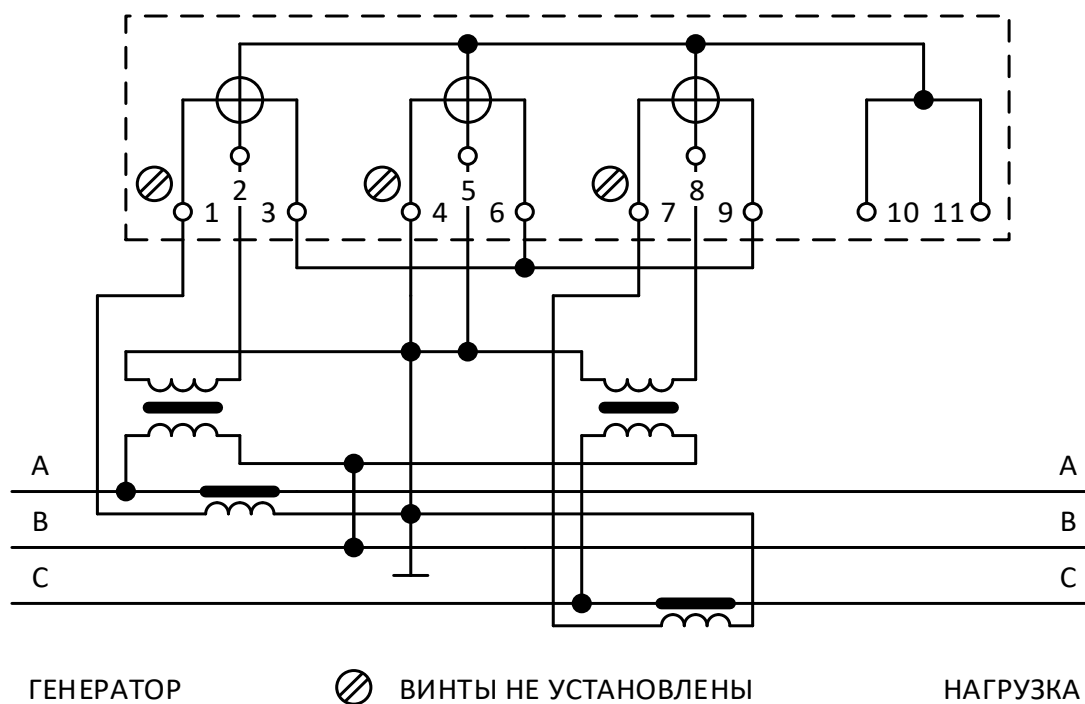 2 5 8
1 3 4 6 7 9 10 11
A A
B B
C C
ГЕНЕРАТОР ВИНТЫ НЕ УСТАНОВЛЕНЫ НАГРУЗКА